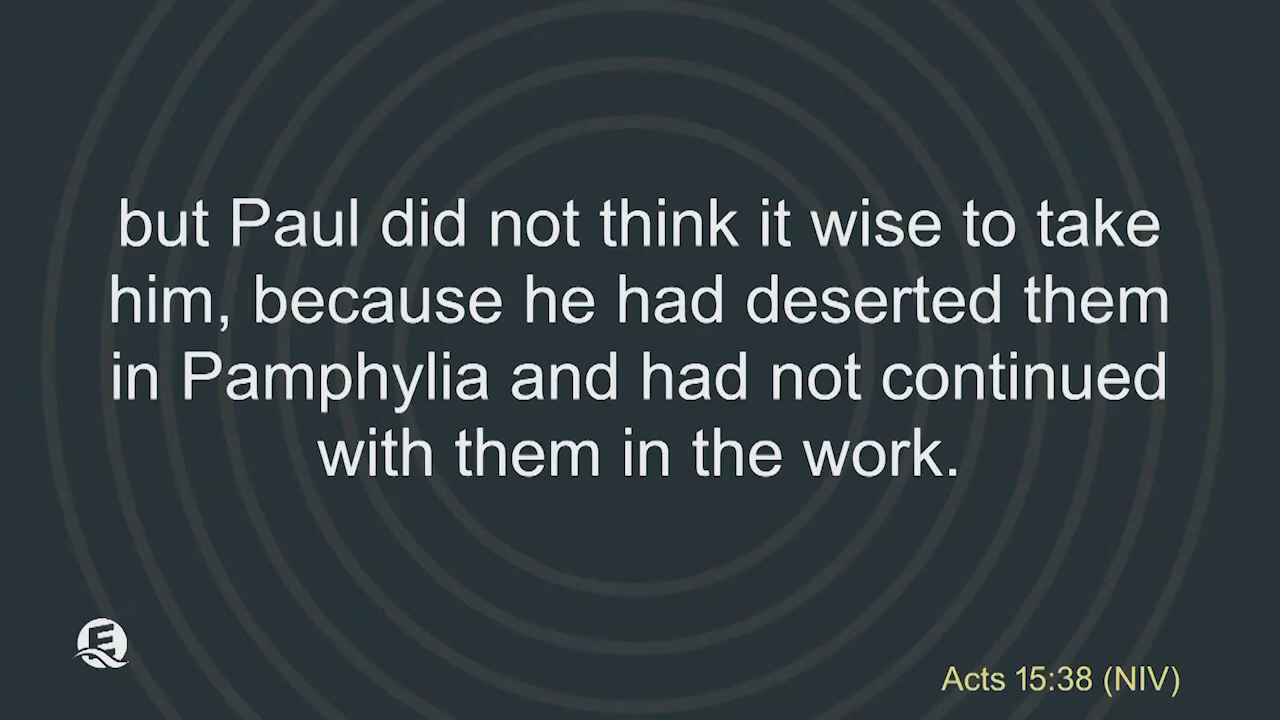 but Paul did not think it wise to take
him, because he had deserted them
in Pamphylia and had not continued
with them in the work.
Acts 15:38 (NIV)